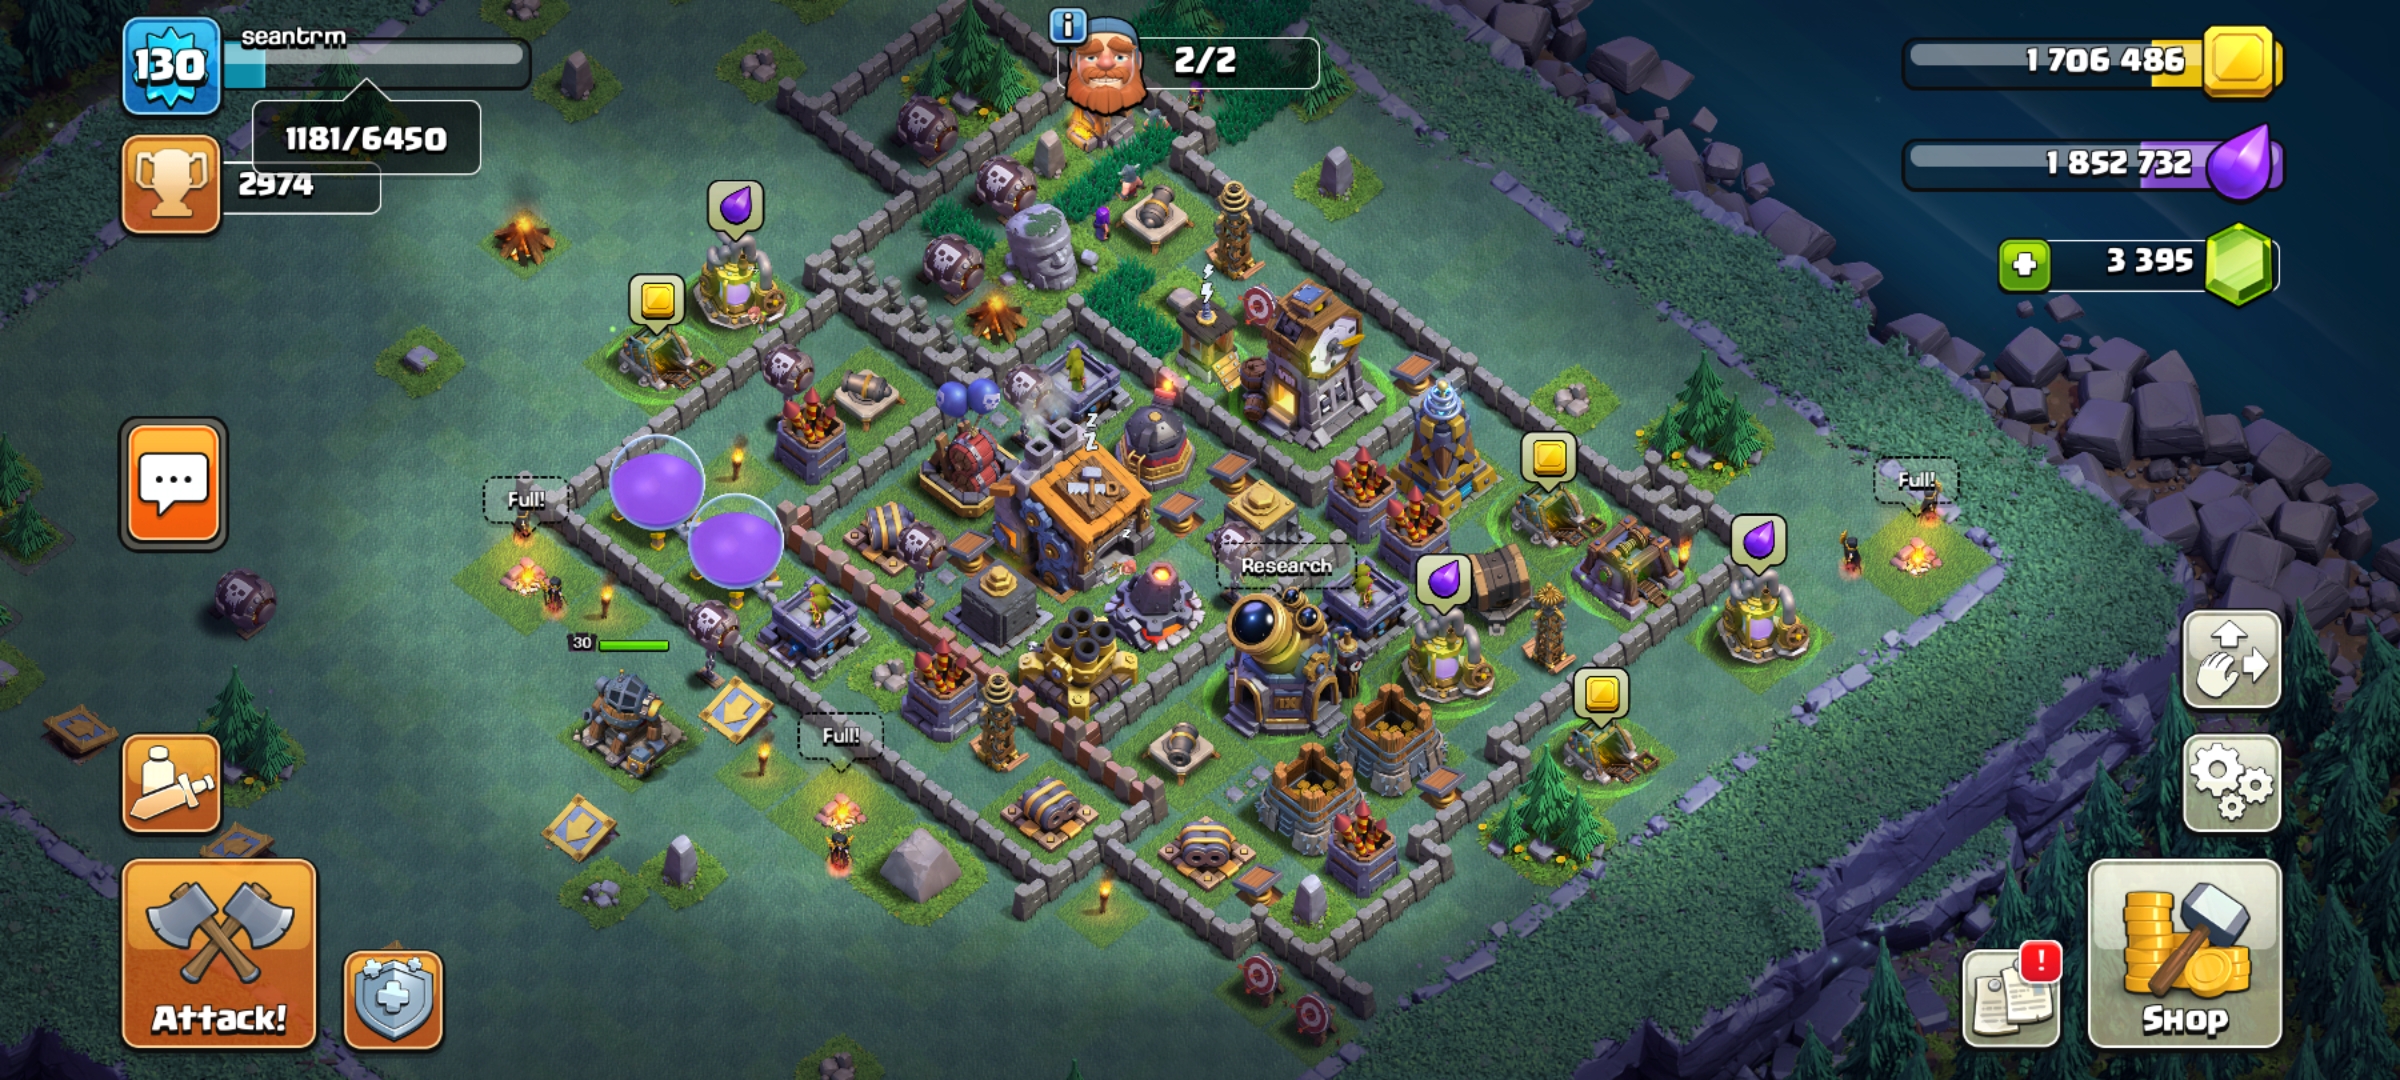 130
seantrm
1181/6450
2974
i
2/2
1 706 486
1 852 732
3 395
Full!
Full!
Research
30
Full!
z
z
z
IX
Attack!
!
Shop